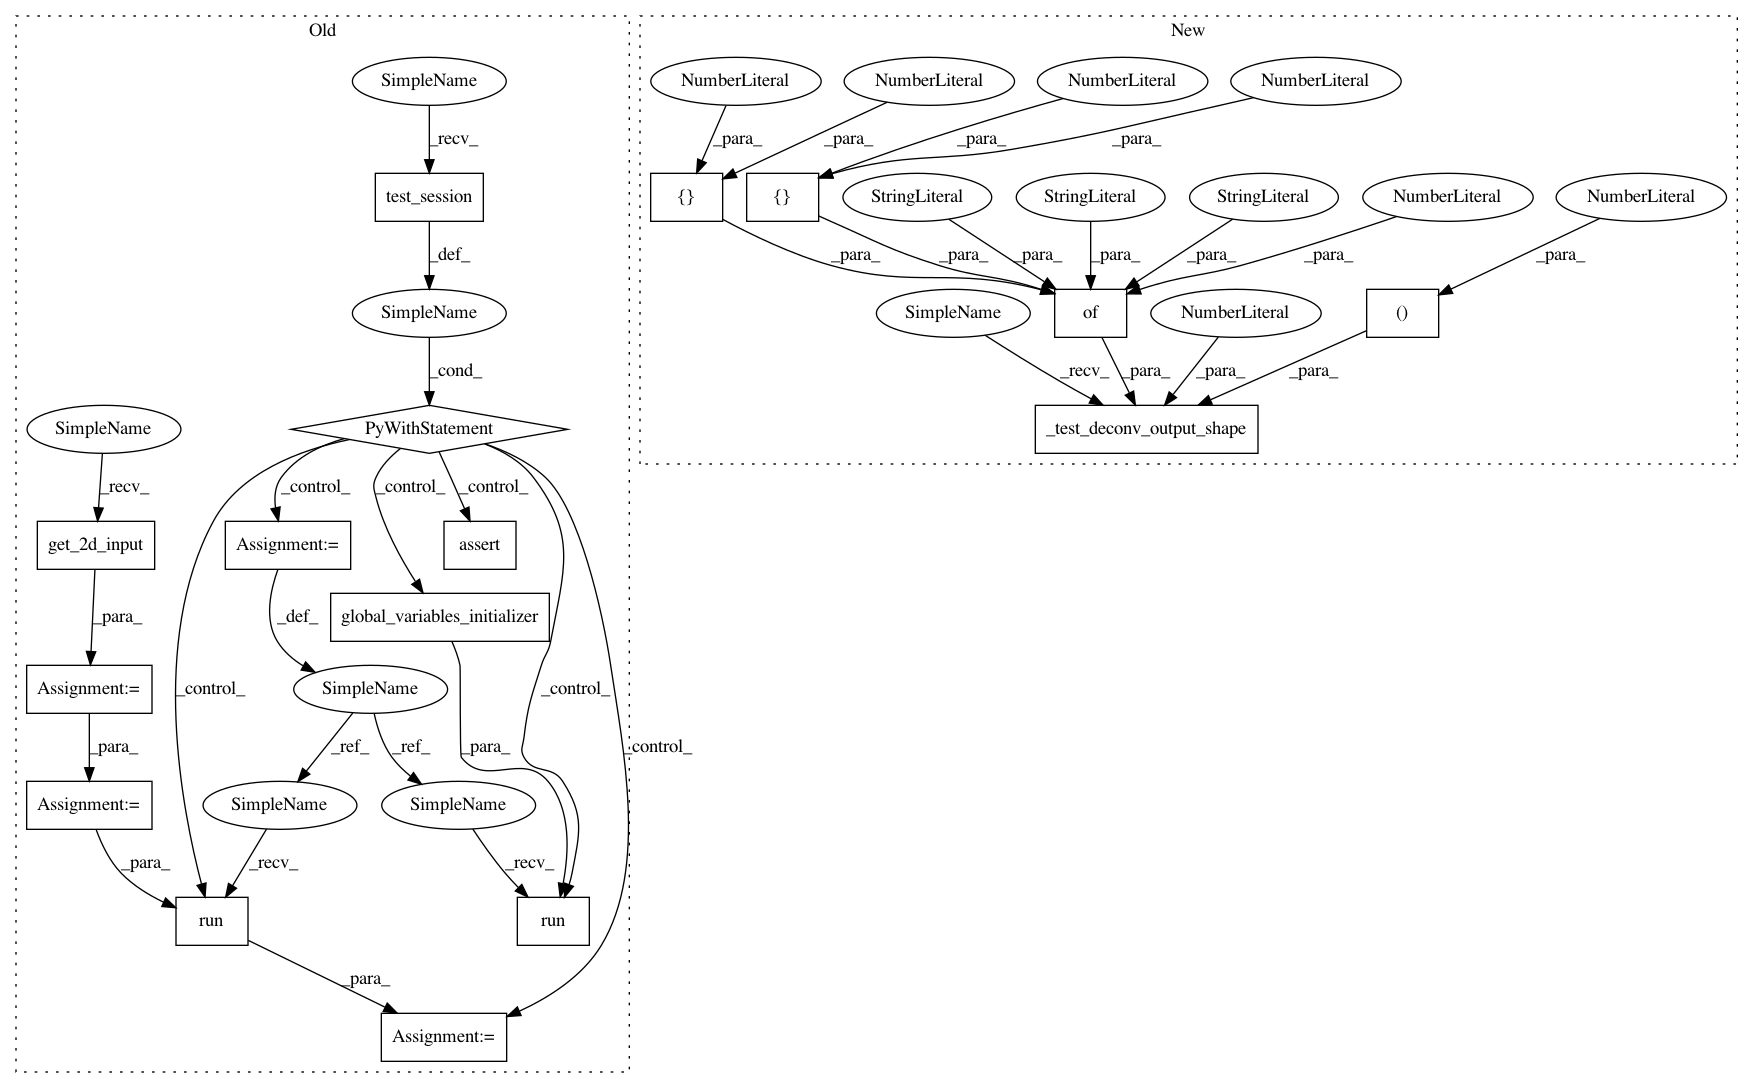 Old
New
SimpleName
NumberLiteral
NumberLiteral
NumberLiteral
NumberLiteral
_recv_
_para_
_para_
_para_
_para_
test_session
{}
{}
StringLiteral
StringLiteral
StringLiteral
NumberLiteral
NumberLiteral
_def_
_para_
_para_
_para_
_para_
_para_
_para_
_para_
SimpleName
SimpleName
of
NumberLiteral
()
_cond_
_recv_
_para_
_para_
_para_
SimpleName
PyWithStatement
_test_deconv_output_shape
_recv_
_control_
_control_
_control_
get_2d_input
Assignment:=
assert
_para_
_def_
global_variables_initializer
Assignment:=
_control_
SimpleName
_control_
_para_
_ref_
_ref_
_para_
_control_
Assignment:=
SimpleName
SimpleName
_para_
_recv_
_recv_
run
run
_para_
Assignment:=